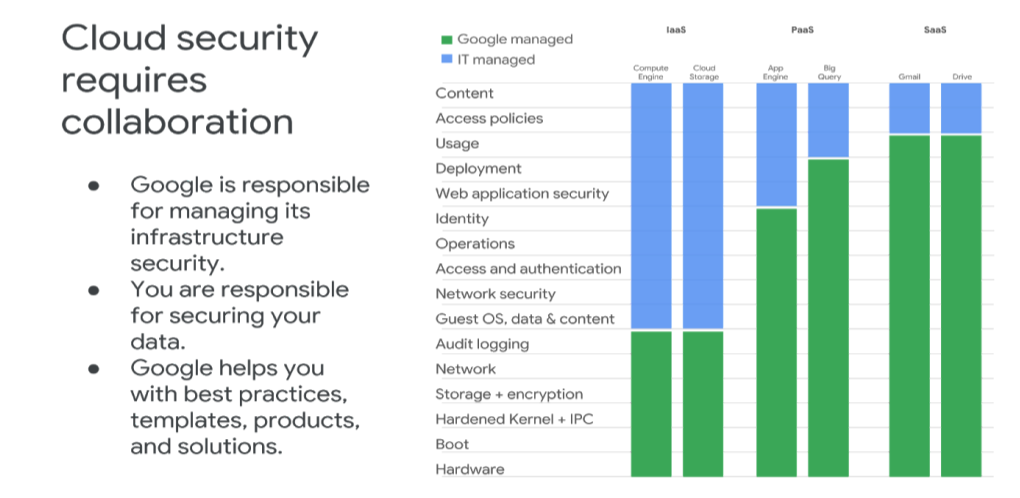 Cloud security
requires
collaboration
● Google is responsible
for managing its
infrastructure
security.
● You are responsible
for securing your
data.
● Google helps you
with best practices,
templates, products,
and solutions.
Google managed
IT managed
IaaS
PaaS
SaaS
Compute
Engine
Cloud
Storage
App
Engine
Big
Query
Gmail
Drive
Content
Access policies
Usage
Deployment
Web application security
Identity
Operations
Access and authentication
Network security
Guest OS, data & content
Audit logging
Network
Storage + encryption
Hardened Kernel + IPC
Boot
Hardware